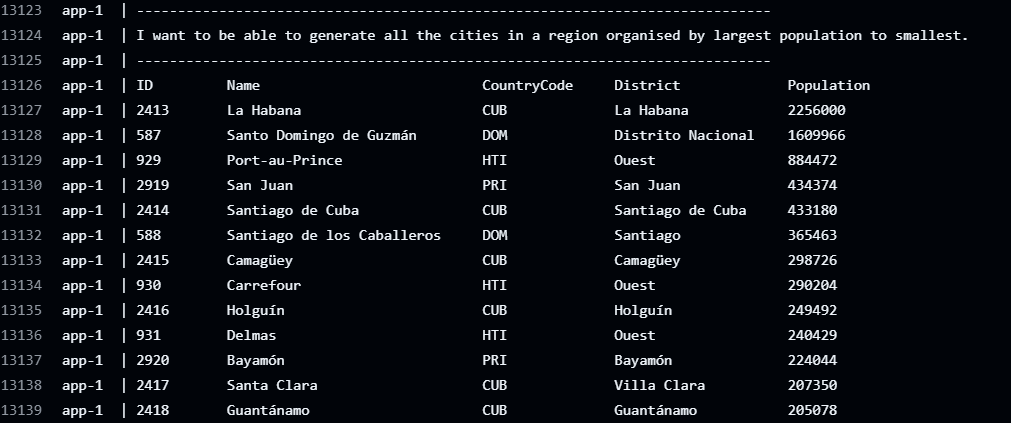 13123 app-1 | -----------------------------------------------------------------------------
13124 app-1 | I want to be able to generate all the cities in a region organised by largest population to smallest.
13125 app-1 | -----------------------------------------------------------------------------
13126 app-1 | ID Name CountryCode District Population
13127 app-1 | 2413 La Habana CUB La Habana 2256000
13128 app-1 | 587 Santo Domingo de Guzmán DOM Distrito Nacional 1609966
13129 app-1 | 929 Port-au-Prince HTI Ouest 884472
13130 app-1 | 2919 San Juan PRI San Juan 434374
13131 app-1 | 2414 Santiago de Cuba CUB Santiago de Cuba 433180
13132 app-1 | 588 Santiago de los Caballeros DOM Santiago 365463
13133 app-1 | 2415 Camagüey CUB Camagüey 298726
13134 app-1 | 930 Carrefour HTI Ouest 290204
13135 app-1 | 2416 Holguín CUB Holguín 249492
13136 app-1 | 931 Delmas HTI Ouest 240429
13137 app-1 | 2920 Bayamón PRI Bayamón 224044
13138 app-1 | 2417 Santa Clara CUB Villa Clara 207350
13139 app-1 | 2418 Guantánamo CUB Guantánamo 205078